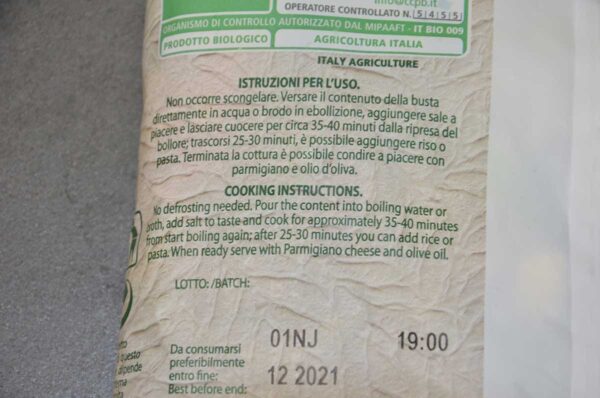 info@ccpb.it
OPERATORE CONTROLLATO N. 5455
ORGANISMO DI CONTROLLO AUTORIZZATO DAL MIPAAFT - IT BIO 009
PRODOTTO BIOLOGICO AGRICOLTURA ITALIA
ITALY AGRICULTURE
ISTRUZIONI PER L'USO.
Non occorre scongelare. Versare il contenuto della busta
direttamente in acqua o brodo in ebollizione, aggiungere sale a
piacere e lasciare cuocere per circa 35-40 minuti dalla ripresa del
bollore; trascorsi 25-30 minuti, è possibile aggiungere riso o
pasta. Terminata la cottura è possibile condire a piacere con
parmigiano e olio d'oliva.
COOKING INSTRUCTIONS.
No defrosting needed. Pour the content into boiling water or
broth, add salt to taste and cook for approximately 35-40 minutes
from start boiling again; after 25-30 minutes you can add rice or
pasta. When ready serve with Parmigiano cheese and olive oil.
LOTTO: /BATCH:
01NJ 19:00
Da consumarsi
preferibilmente
entro fine: 12 2021
Best before end:
questo
dipende